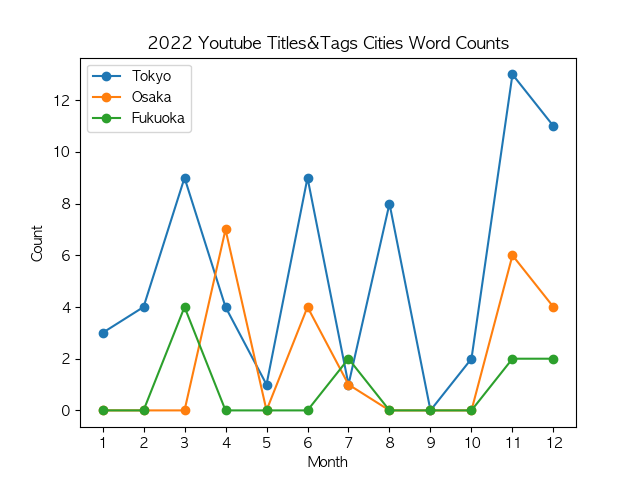 2022 Youtube Titles&Tags Cities Word Counts
Tokyo
Osaka
Fukuoka
12
10
8
6
4
2
0
Count
1 2 3 4 5 6 7 8 9 10 11 12
Month